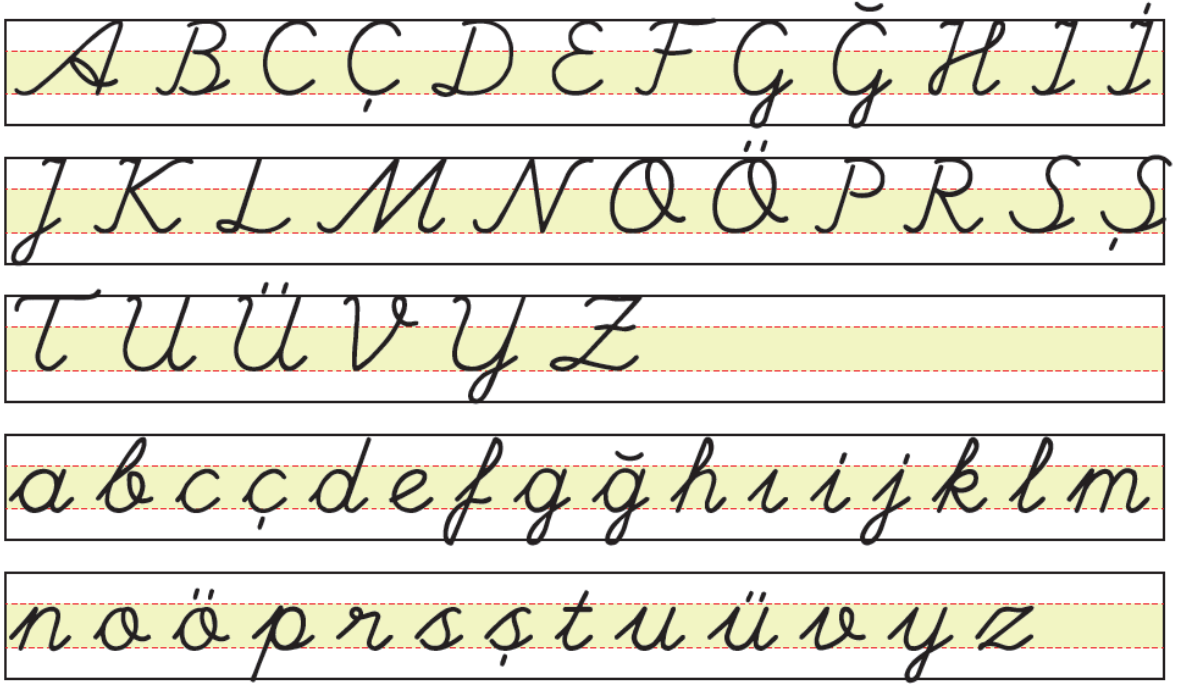 A B C Ç D E F G Ğ H I İ
J K L M N O Ö P R S Ş
T U Ü V Y Z
a b c ç d e f g ğ h ı i j k l m
n o ö p r s ş t u ü v y z